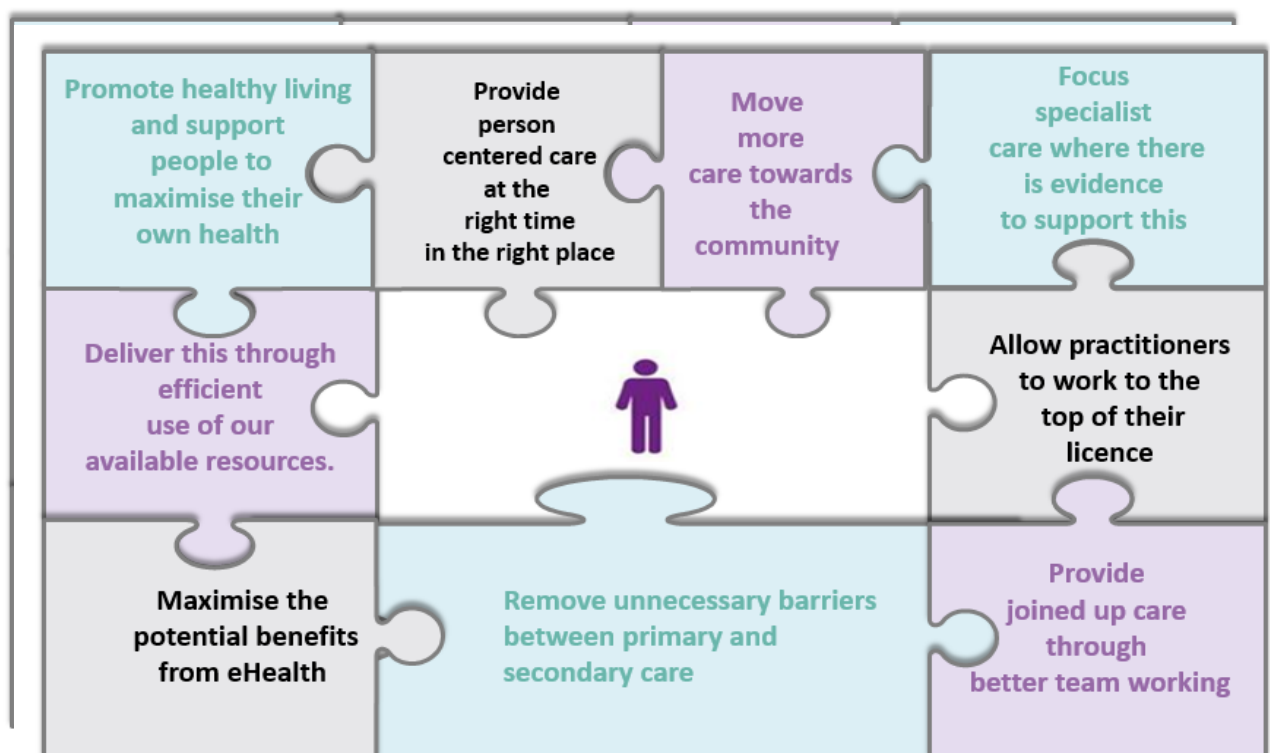 Promote healthy living
and support
people to
maximise their
own health
Provide
person
centered care
at the
right time
in the right place
Move
more
care towards
the
community
Focus
specialist
care where there
is evidence
to support this
Deliver this through
efficient
use of our
available resources.
Allow practitioners
to work to the
top of their
licence
Maximise the
potential benefits
from eHealth
Remove unnecessary barriers
between primary and
secondary care
Provide
joined up care
through
better team working